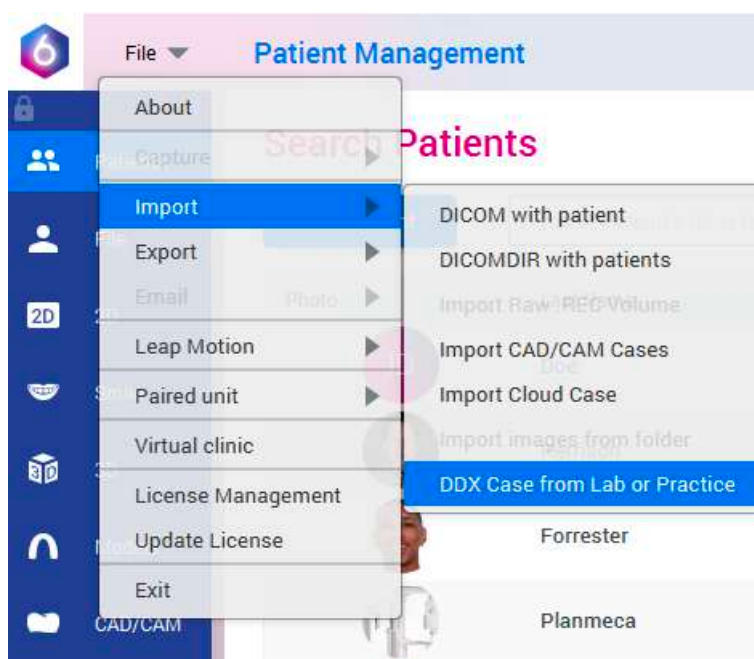 6
File
Patient Management
About
Search Patients
Capture
Import
DICOM with patient
Export
DICOMDIR with patients
Email
Photo
Import Raw .REC Volume
2D
Leap Motion
Import CAD/CAM Cases
Doe
Paired unit
Import Cloud Case
Virtual clinic
Import images from folder
3D
License Management
DDX Case from Lab or Practice
Update License
Forrester
Exit
CAD/CAM
Planmeca